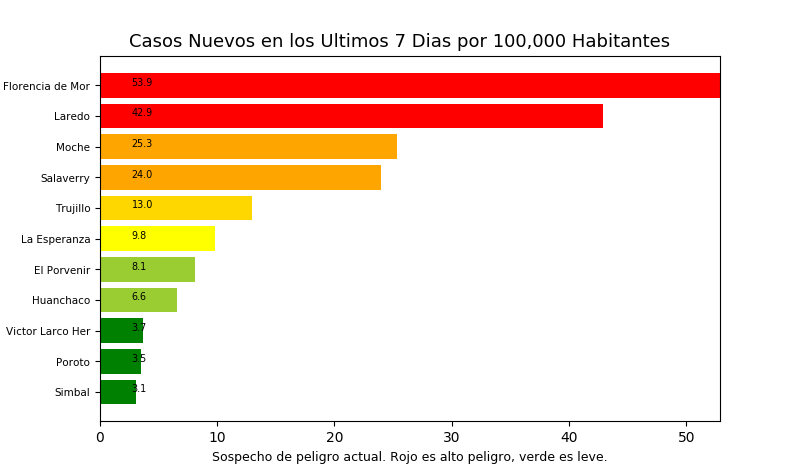 Casos Nuevos en los Ultimos 7 Dias por 100,000 Habitantes
Florencia de Mor 53.9
Laredo 42.9
Moche 25.3
Salaverry 24.0
Trujillo 13.0
La Esperanza 9.8
El Porvenir 8.1
Huanchaco 6.6
Victor Larco Her 3.7
Poroto 3.5
Simbal 3.1
0 10 20 30 40 50
Sospecho de peligro actual. Rojo es alto peligro, verde es leve.